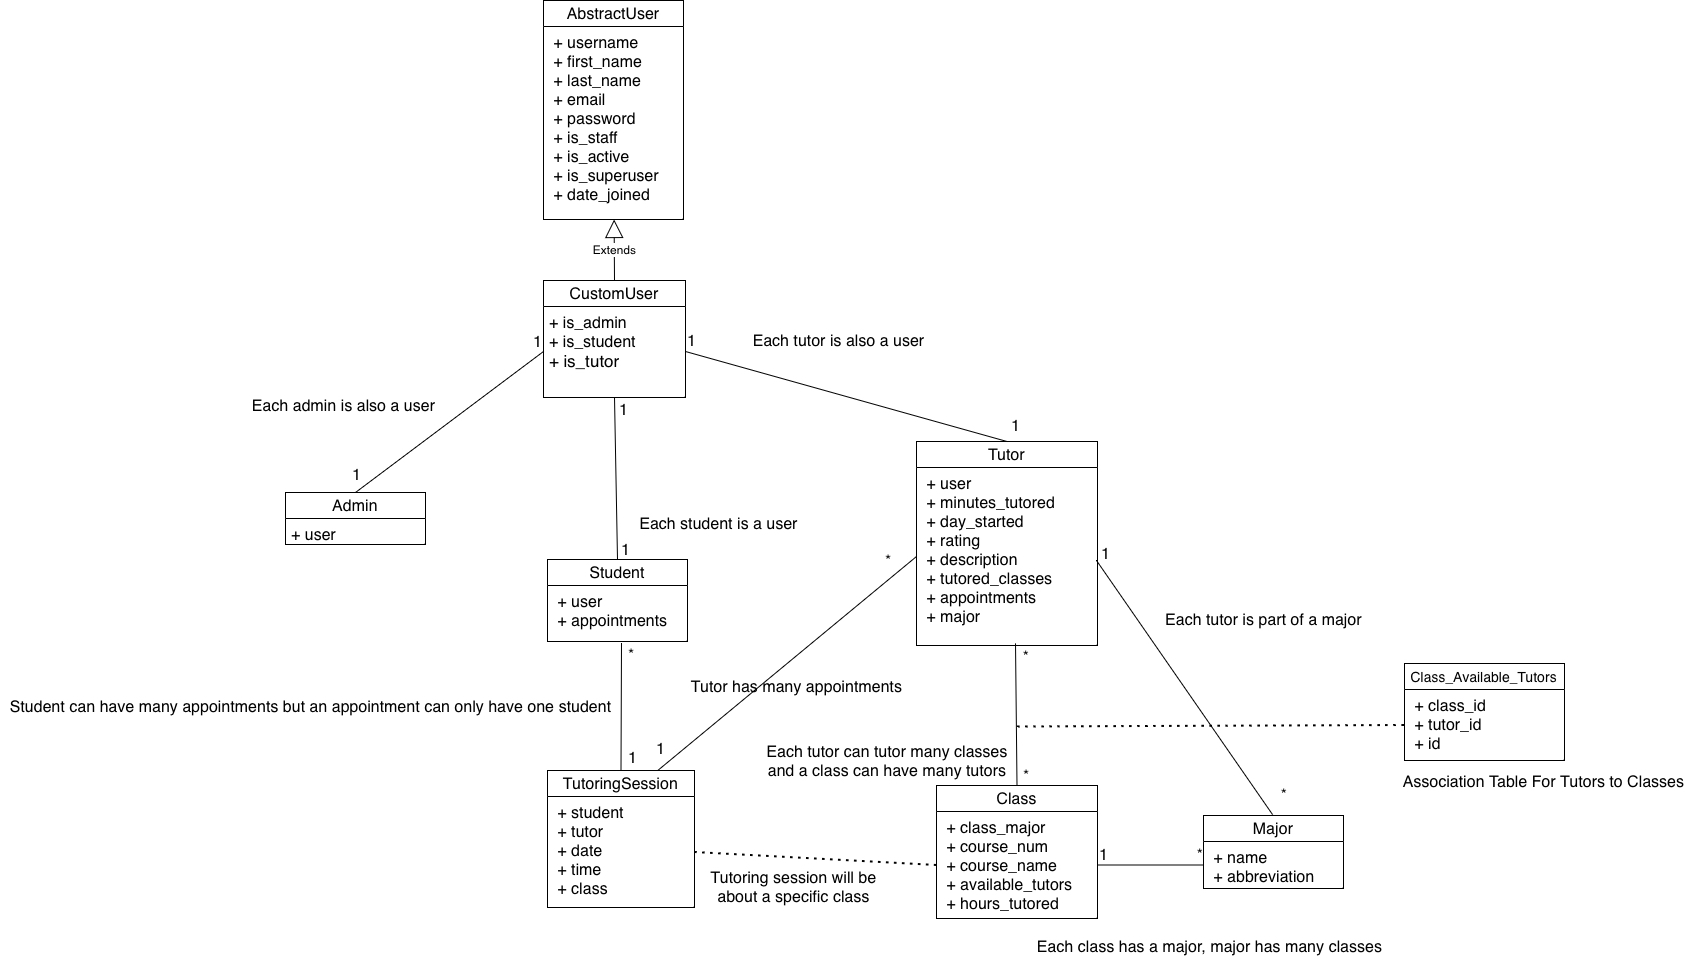 AbstractUser
+ username
+ first_name
+ last_name
+ email
+ password
+ is_staff
+ is_active
+ is_superuser
+ date_joined
Extends
CustomUser
+ is_admin
+ is_student
+ is_tutor
1
1
Each tutor is also a user
Each admin is also a user
1
1
1
Admin
+ user
Each student is a user
1
Student
+ user
+ appointments
Tutor
+ user
+ minutes_tutored
+ day_started
+ rating
+ description
+ tutored_classes
+ appointments
+ major
*
1
Each tutor is part of a major
*
*
Class_Available_Tutors
+ class_id
+ tutor_id
+ id
Association Table For Tutors to Classes
Tutor has many appointments
Student can have many appointments but an appointment can only have one student
1
1
Each tutor can tutor many classes
and a class can have many tutors
*
*
TutoringSession
+ student
+ tutor
+ date
+ time
+ class
Tutoring session will be
about a specific class
Class
+ class_major
+ course_num
+ course_name
+ available_tutors
+ hours_tutored
1
*
Major
+ name
+ abbreviation
Each class has a major, major has many classes